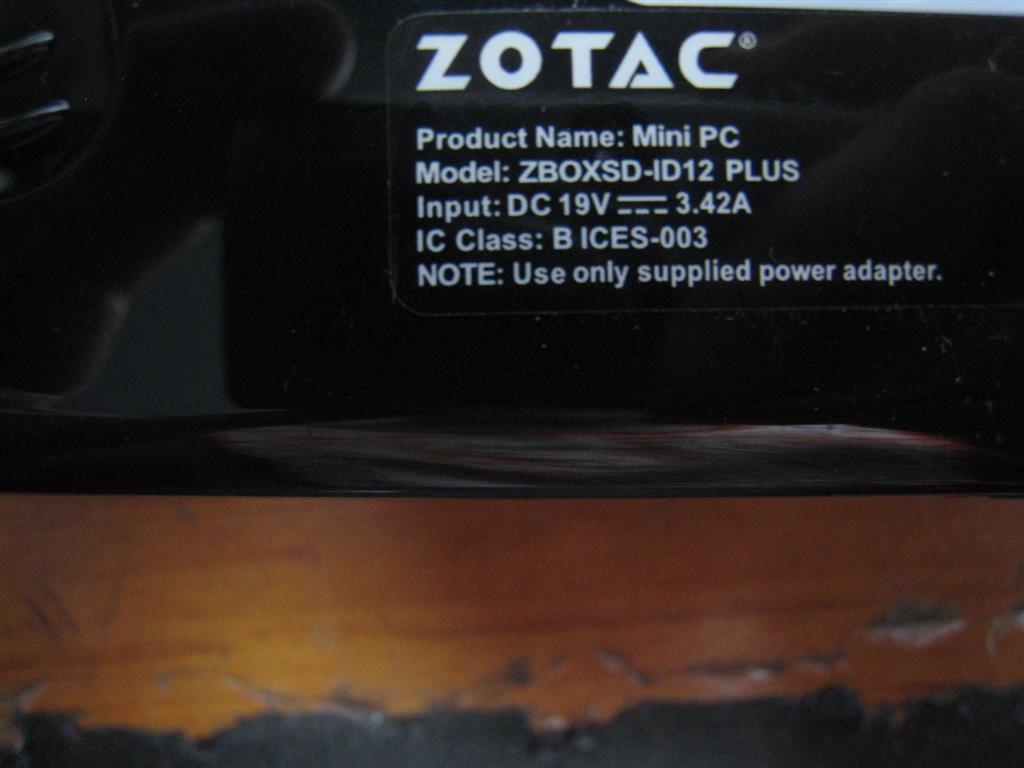 ZOTAC®
Product Name: Mini PC
Model: ZBOXSD-ID12 PLUS
Input: DC 19V ⎓ 3.42A
IC Class: B ICES-003
NOTE: Use only supplied power adapter.